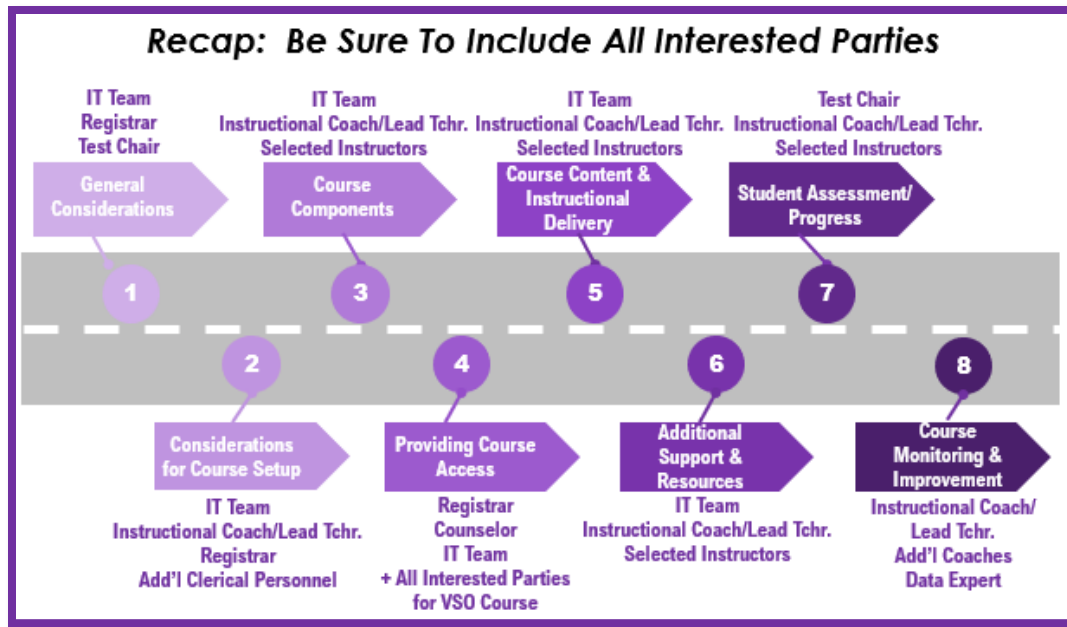 Recap:  Be Sure To Include All Interested Parties
IT Team
Registrar
Test Chair
General
Considerations
1
IT Team
Instructional Coach/Lead Tchr.
Selected Instructors
Course
Components
3
IT Team
Instructional Coach/Lead Tchr.
Selected Instructors
Course Content &
Instructional
Delivery
5
Test Chair
Instructional Coach/Lead Tchr.
Selected Instructors
Student Assessment/
Progress
7
2
Considerations
for Course Setup
IT Team
Instructional Coach/Lead Tchr.
Registrar
Add'l Clerical Personnel
4
Providing Course
Access
Registrar
Counselor
IT Team
+ All Interested Parties
for VSO Course
6
Additional
Support &
Resources
IT Team
Instructional Coach/Lead Tchr.
Selected Instructors
8
Course
Monitoring &
Improvement
Instructional Coach/
Lead Tchr.
Add'l Coaches
Data Expert